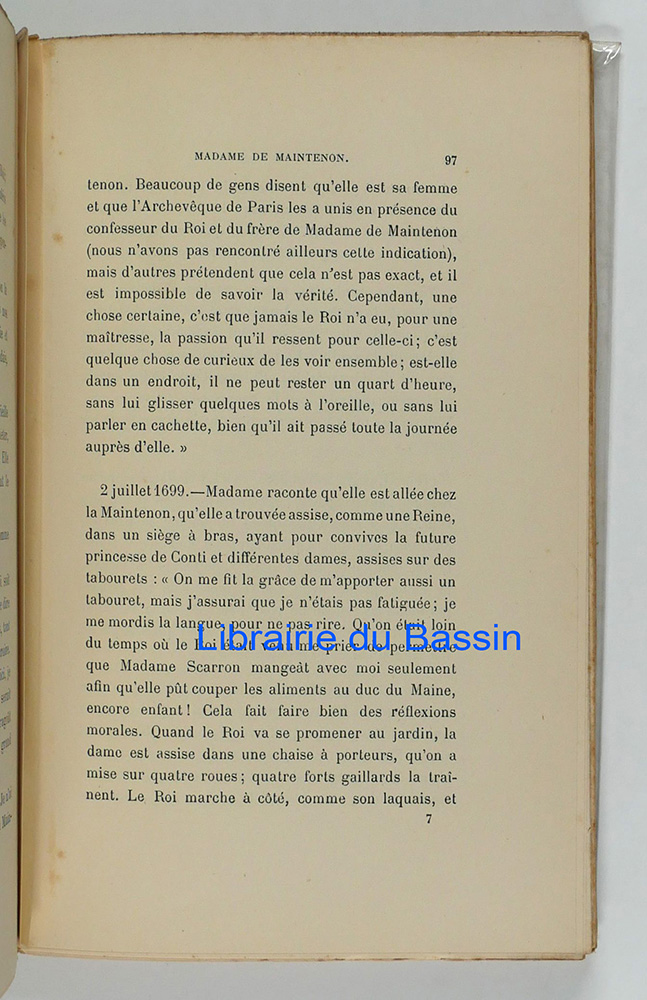 MADAME DE MAINTENON. 97
tenon. Beaucoup de gens disent qu'elle est sa femme
et que l'Archevêque de Paris les a unis en présence du
confesseur du Roi et du frère de Madame de Maintenon
(nous n'avons pas rencontré ailleurs cette indication),
mais d'autres prétendent que cela n'est pas exact, et il
est impossible de savoir la vérité. Cependant, une
chose certaine, c'est que jamais le Roi n'a eu, pour une
maîtresse, la passion qu'il ressent pour celle-ci; c'est
quelque chose de curieux de les voir ensemble; est-elle
dans un endroit, il ne peut rester un quart d'heure,
sans lui glisser quelques mots à l'oreille, ou sans lui
parler en cachette, bien qu'il ait passé toute la journée
auprès d'elle. »
2 juillet 1699.—Madame raconte qu'elle est allée chez
la Maintenon, qu'elle a trouvée assise, comme une Reine,
dans un siège à bras, ayant pour convives la future
princesse de Conti et différentes dames, assises sur des
tabourets : « On me fit la grâce de m'apporter aussi un
tabouret, mais j'assurai que je n'étais pas fatiguée; je
me mordis la langue, pour ne pas rire. Qu'on était loin
Librairie du Bassin
du temps où le Roi était venu me prier de permettre
que Madame Scarron mangeât avec moi seulement
afin qu'elle pût couper les aliments au duc du Maine,
encore enfant! Cela fait faire bien des réflexions
morales. Quand le Roi va se promener au jardin, la
dame est assise dans une chaise à porteurs, qu'on a
mise sur quatre roues; quatre forts gaillards la traî-
nent. Le Roi marche à côté, comme son laquais, et
7